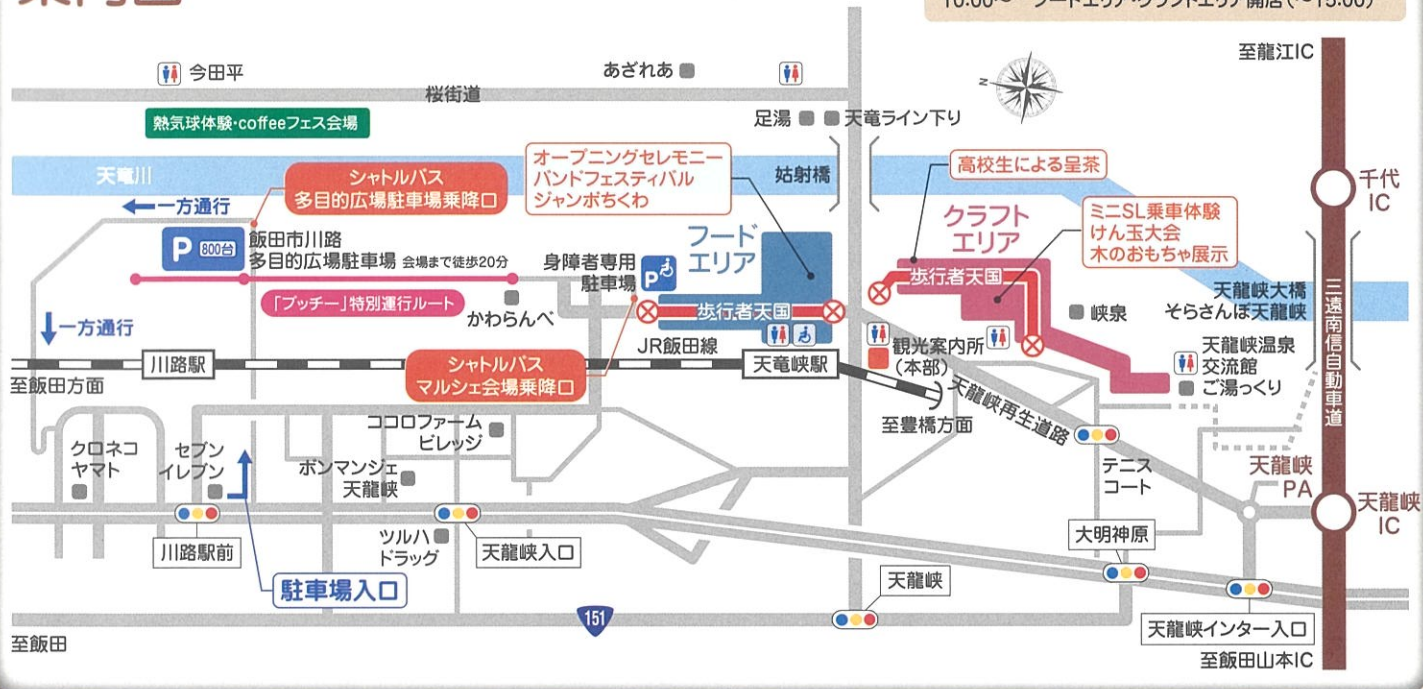 案内図
10:00〜 フードエリア・クラフトエリア開店(〜15:00)
至龍江IC
今田平
あざれあ
桜街道
N
熱気球体験・coffeeフェス会場
足湯
天竜ライン下り
天竜川
シャトルバス
多目的広場駐車場乗降口
オープニングセレモニー
バンドフェスティバル
ジャンボちくわ
姑射橋
高校生による呈茶
千代
IC
一方通行
P 800台
飯田市川路
多目的広場駐車場 会場まで徒歩20分
フード
エリア
クラフト
エリア
ミニSL乗車体験
けん玉大会
木のおもちゃ展示
身障者専用
駐車場
P
歩行者天国
歩行者天国
「プッチー」特別運行ルート
かわらんべ
峡泉
天龍峡大橋
そらさんぽ天龍峡
三遠南信自動車道
一方通行
JR飯田線
観光案内所
(本部)
天龍峡温泉
交流館
ご湯っくり
川路駅
シャトルバス
マルシェ会場乗降口
天竜峡駅
至飯田方面
至豊橋方面
天龍峡再生道路
ココロファーム
ビレッジ
クロネコ
ヤマト
セブン
イレブン
ボンマンジェ
天龍峡
テニス
コート
天龍峡
PA
天龍峡
IC
川路駅前
ツルハ
ドラッグ
天龍峡入口
大明神原
駐車場入口
天龍峡
151
天龍峡インター入口
至飯田
至飯田山本IC